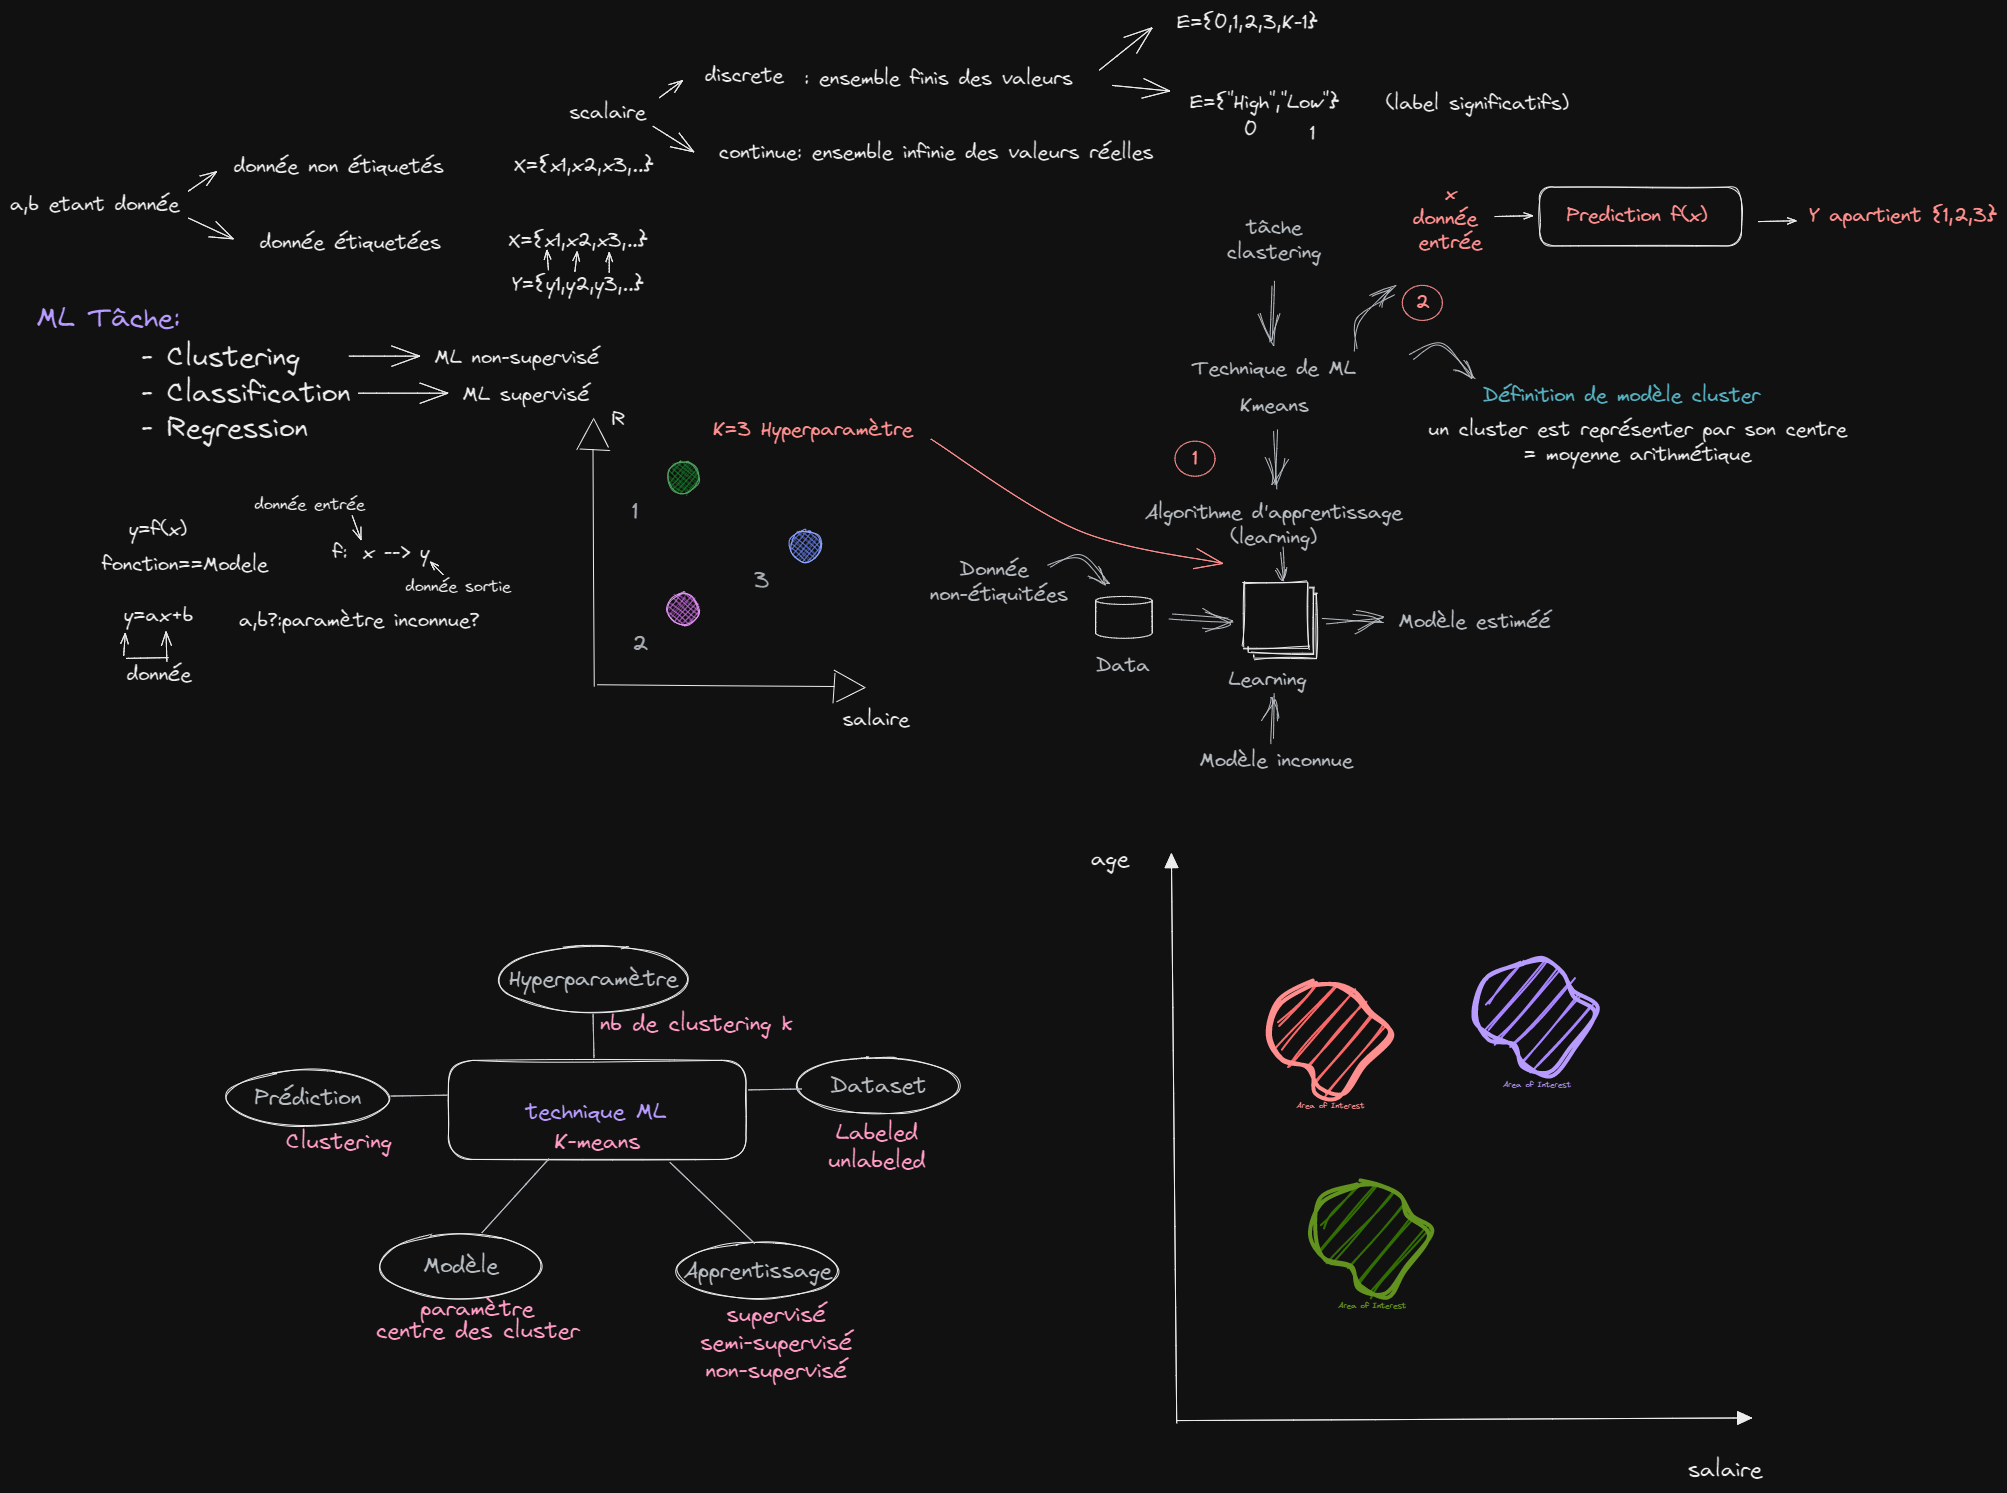 E={0,1,2,3,K-1}
discrete : ensemble finis des valeurs
E={"High","Low"} (label significatifs)
0 1
scalaire
continue: ensemble infinie des valeurs réelles
donnée non étiquetés X={x1,x2,x3,..}
a,b etant donnée
donnée étiquetées X={x1,x2,x3,..}
Y={y1,y2,y3,..}
x
donnée
entrée
Prediction f(x)
Y apartient {1,2,3}
tâche
clastering
2
Technique de ML
Kmeans
Définition de modèle cluster
un cluster est représenter par son centre
= moyenne arithmétique
ML Tâche:
- Clustering ML non-supervisé
- Classification ML supervisé
- Regression
R
K=3 Hyperparamètre
1
3
2
salaire
donnée entrée
y=f(x)
f: x --> y
fonction==Modele
donnée sortie
y=ax+b a,b?:paramètre inconnue?
donnée
1
Algorithme d'apprentissage
(learning)
Donnée
non-étiquitées
Data
Learning
Modèle estiméé
Modèle inconnue
age
Area of Interest
Area of Interest
Area of Interest
salaire
Hyperparamètre
nb de clustering k
Prédiction
Clustering
technique ML
K-means
Dataset
Labeled
unlabeled
Modèle
paramètre
centre des cluster
Apprentissage
supervisé
semi-supervisé
non-supervisé